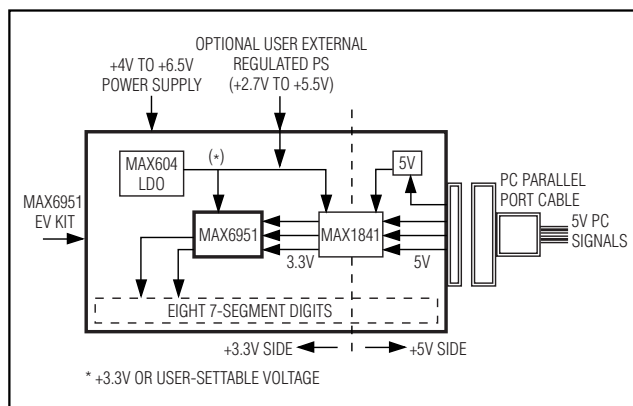 OPTIONAL USER EXTERNAL
REGULATED PS
(+2.7V TO +5.5V)
+4V TO +6.5V
POWER SUPPLY
MAX604
LDO
(*)
5V
PC PARALLEL
PORT CABLE
MAX6951
EV KIT
MAX6951
3.3V
MAX1841
5V
5V PC
SIGNALS
EIGHT 7-SEGMENT DIGITS
+3.3V SIDE
+5V SIDE
* +3.3V OR USER-SETTABLE VOLTAGE